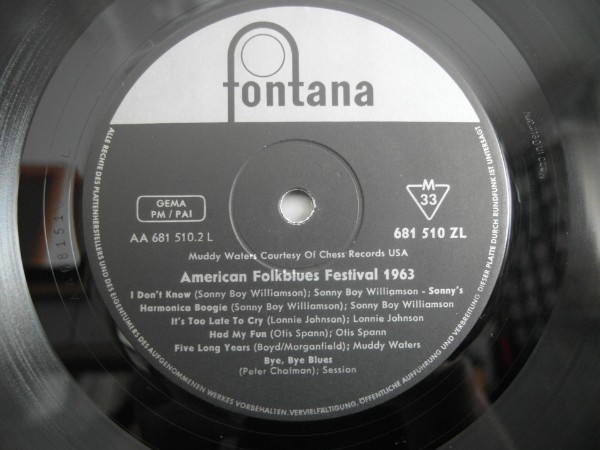 fontana
GEMA
PM / PAI
M
33
AA 681 510.2 L
681 510 ZL
Muddy Waters Courtesy Of Chess Records USA
American Folkblues Festival 1963
I Don't Know (Sonny Boy Williamson); Sonny Boy Williamson - Sonny's
Harmonica Boogie (Sonny Boy Williamson); Sonny Boy Williamson
It's Too Late To Cry (Lonnie Johnson); Lonnie Johnson
Had My Fun (Otis Spann); Otis Spann
Five Long Years (Boyd/Morganfield); Muddy Waters
Bye, Bye Blues
(Peter Chatman); Session
ALLE RECHTE DES PLATTENHERSTELLERS UND DES EIGENTÜMERS DES AUFGENOMMENEN WERKES VORBEHALTEN. VERVIELFÄLTIGUNG, ÖFFENTLICHE AUFFÜHRUNG UND VERBREITUNG DIESER PLATTE DURCH RUNDFUNK IST UNTERSAGT